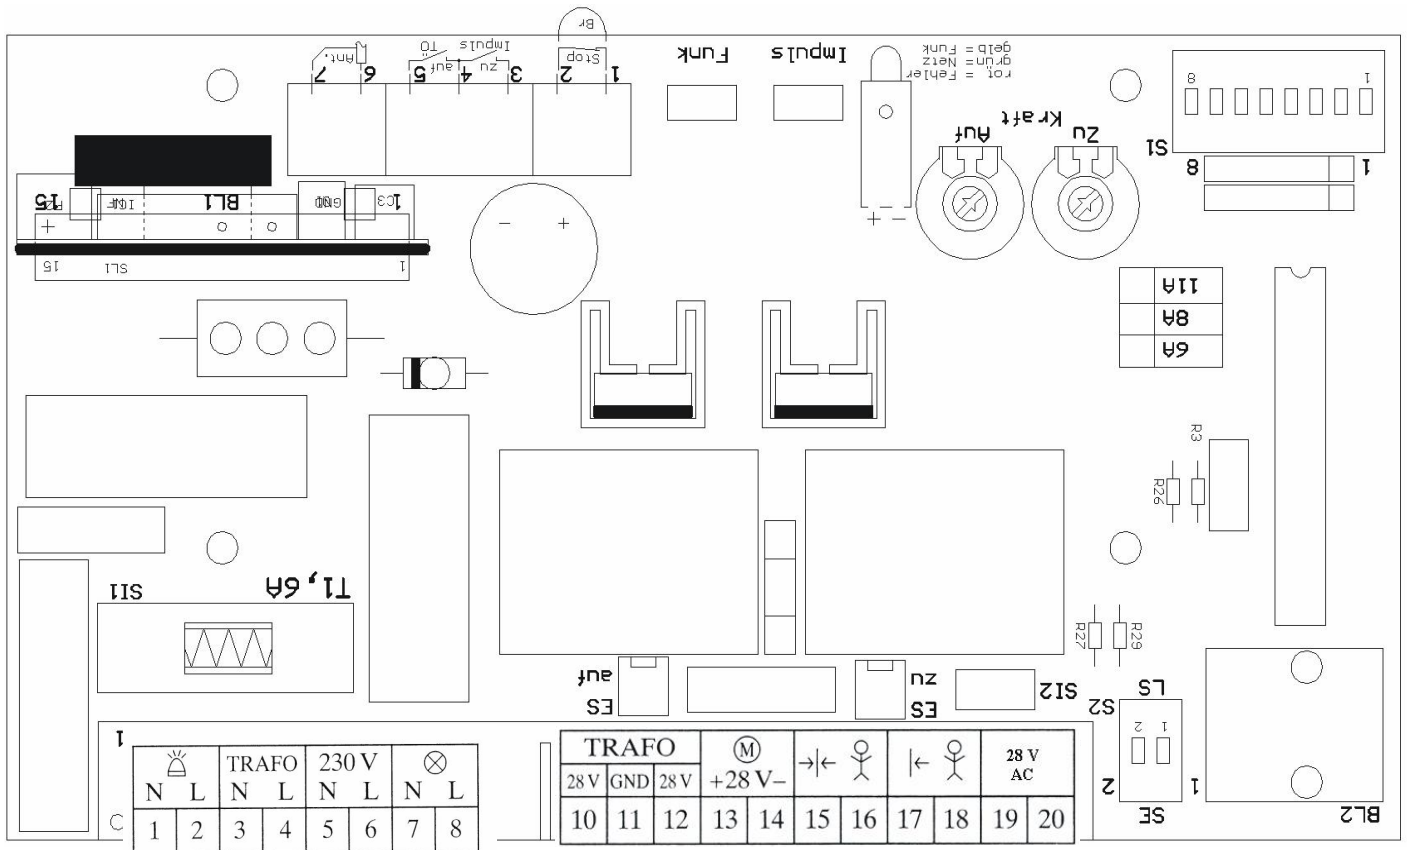 Br
Ant.
TÖ
Impuls
Stop
auf
zu
7
6
5
4
3
2
1
Funk
Impuls
rot = Fehler
grün = Netz
gelb = Funk
Kraft
Auf
Zu
S1
8
1
8
1
15
BL1
GND
C3
1
+
- +
+ -
15
SL1
1
11A
8A
6A
R3
R26
SI1
T1,6A
R27
R29
auf
ES
zu
ES
SI2
S2
LS
2 1
2
1
SE
BL2
1
TRAFO
230 V
N L N L N L N L
1 2 3 4 5 6 7 8
TRAFO
M
28 V GND 28 V
+28 V–
28 V
AC
10 11 12 13 14 15 16 17 18 19 20